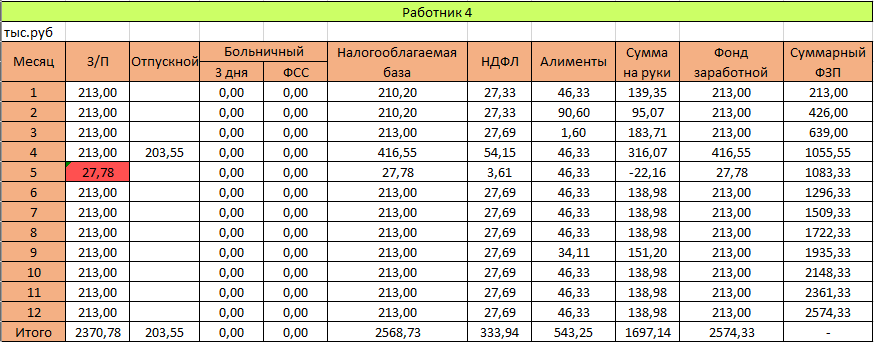 Работник 4
тыс.руб
Месяц З/П Отпускной Больничный Налогооблагаемая база НДФЛ Алименты Сумма на руки Фонд заработной Суммарный ФЗП
3 дня ФСС
1 213,00 0,00 0,00 210,20 27,33 46,33 139,35 213,00 213,00
2 213,00 0,00 0,00 210,20 27,33 90,60 95,07 213,00 426,00
3 213,00 0,00 0,00 213,00 27,69 1,60 183,71 213,00 639,00
4 213,00 203,55 0,00 0,00 416,55 54,15 46,33 316,07 416,55 1055,55
5 27,78 0,00 0,00 27,78 3,61 46,33 -22,16 27,78 1083,33
6 213,00 0,00 0,00 213,00 27,69 46,33 138,98 213,00 1296,33
7 213,00 0,00 0,00 213,00 27,69 46,33 138,98 213,00 1509,33
8 213,00 0,00 0,00 213,00 27,69 46,33 138,98 213,00 1722,33
9 213,00 0,00 0,00 213,00 27,69 34,11 151,20 213,00 1935,33
10 213,00 0,00 0,00 213,00 27,69 46,33 138,98 213,00 2148,33
11 213,00 0,00 0,00 213,00 27,69 46,33 138,98 213,00 2361,33
12 213,00 0,00 0,00 213,00 27,69 46,33 138,98 213,00 2574,33
Итого 2370,78 203,55 0,00 0,00 2568,73 333,94 543,25 1697,14 2574,33 -